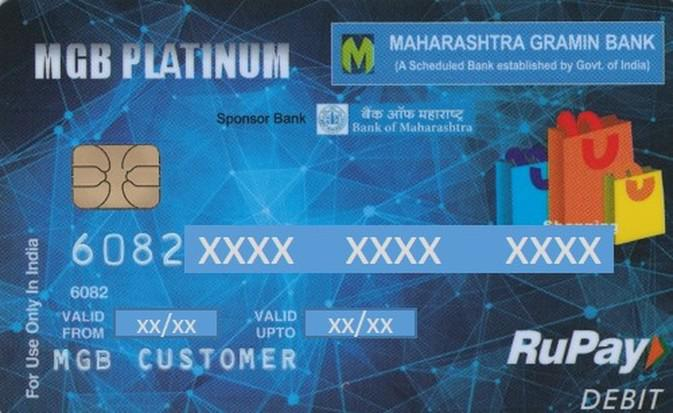 MGB PLATINUM
MAHARASHTRA GRAMIN BANK
(A Scheduled Bank established by Govt. of India)
Sponsor Bank
बैंक ऑफ महाराष्ट्र
Bank of Maharashtra
Shopping
6082 XXXX XXXX XXXX
6082
VALID FROM xx/xx VALID UPTO xx/xx
MGB CUSTOMER
For Use Only In India
RuPay
DEBIT